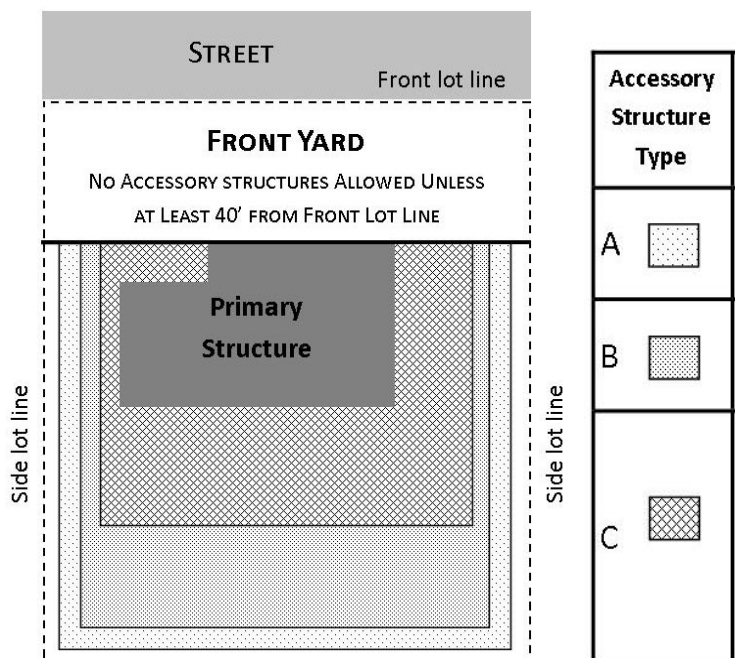 STREET
Front lot line
FRONT YARD
NO ACCESSORY STRUCTURES ALLOWED UNLESS
AT LEAST 40' FROM FRONT LOT LINE
Primary
Structure
Side lot line
Side lot line
Accessory
Structure
Type
A
B
C